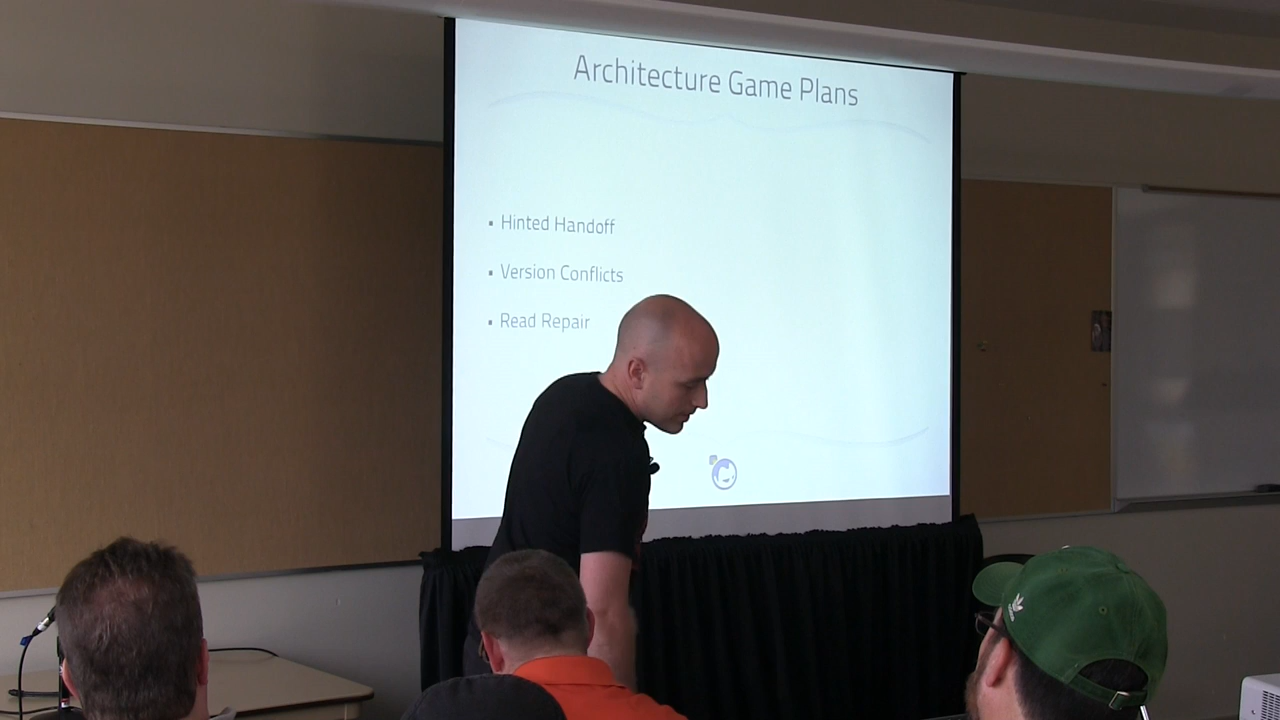 Architecture Game Plans
▪ Hinted Handoff
▪ Version Conflicts
▪ Read Repair